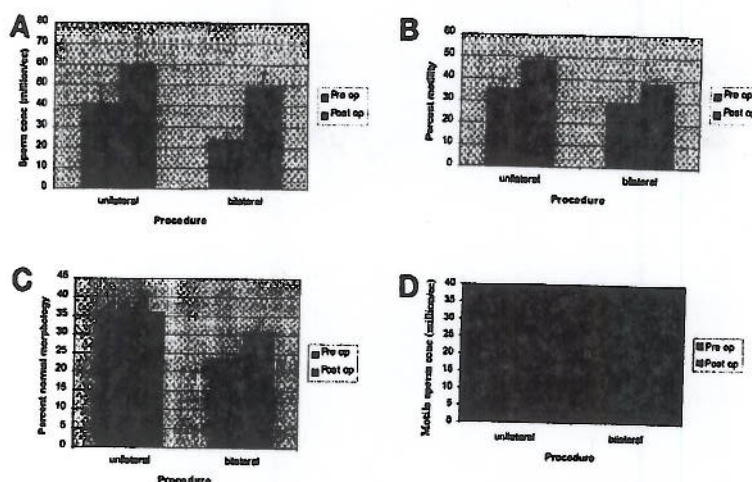 A
Sperm conc (million/cc)
80
70
60
50
40
30
20
10
0
unilateral bilateral
Procedure
Pre op
Post op
B
Percent motility
60
50
40
30
20
10
0
unilateral bilateral
Procedure
Pre op
Post op
C
Percent normal morphology
45
40
35
30
25
20
15
10
5
0
unilateral bilateral
Procedure
Pre op
Post op
D
Motile sperm conc (million/cc)
40
35
30
25
20
15
10
5
0
unilateral bilateral
Procedure
Pre op
Post op